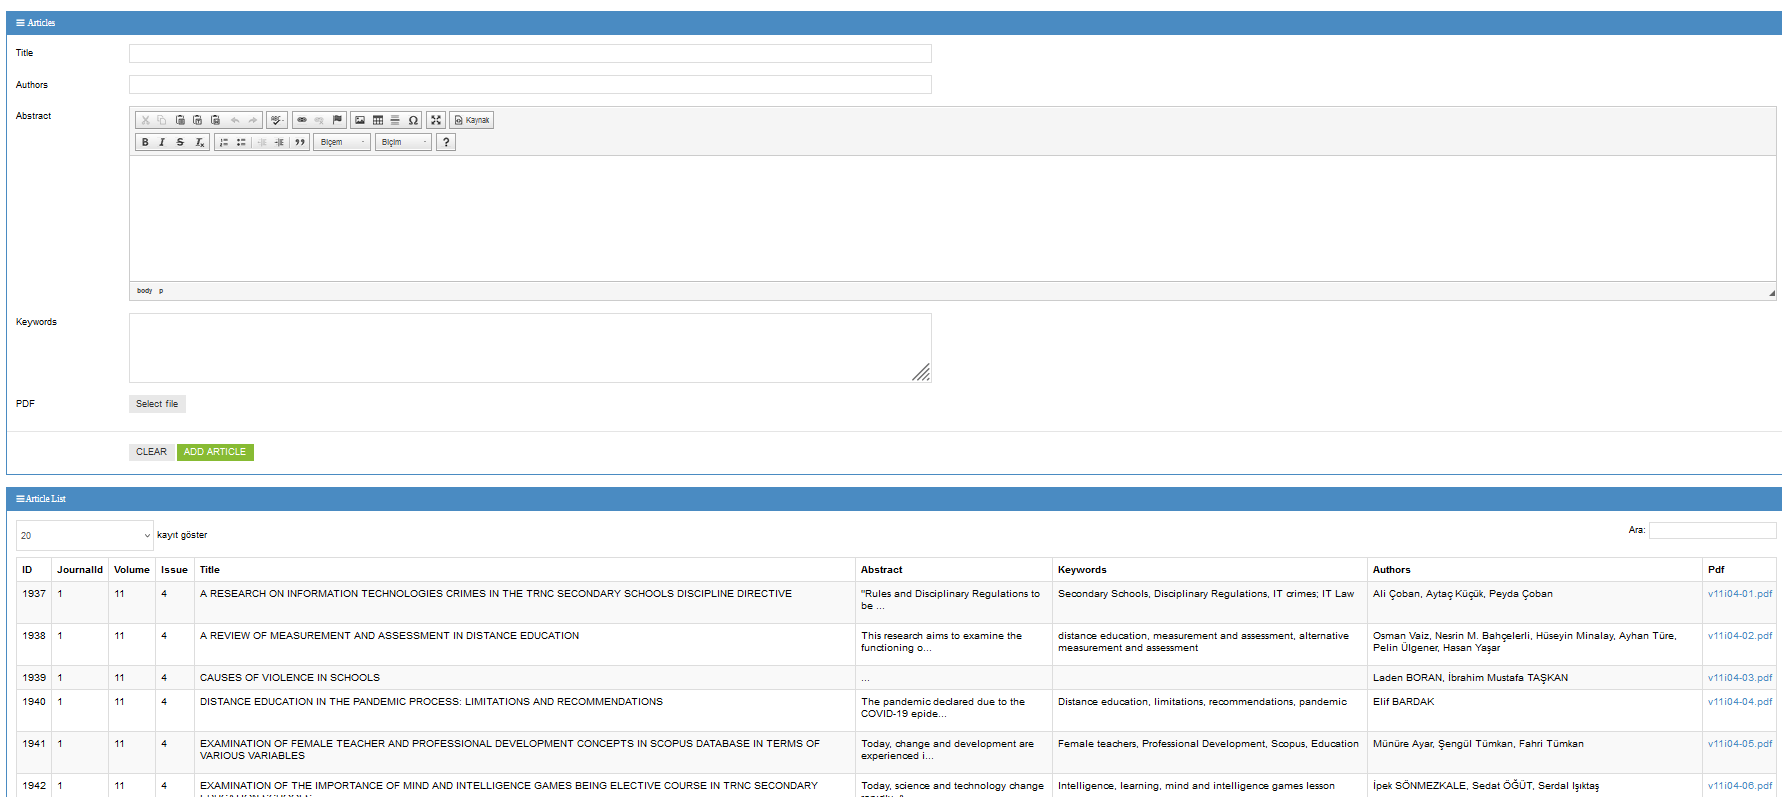 Articles
Title
Authors
Abstract
ABC
Ω
Kaynak
B I S Ix
Biçem
Biçim
?
body p
Keywords
PDF
Select file
CLEAR
ADD ARTICLE
Article List
20
kayıt göster
Ara:
ID JournalId Volume Issue Title Abstract Keywords Authors Pdf
1937 1 11 4 A RESEARCH ON INFORMATION TECHNOLOGIES CRIMES IN THE TRNC SECONDARY SCHOOLS DISCIPLINE DIRECTIVE "Rules and Disciplinary Regulations to Secondary Schools, Disciplinary Regulations, IT crimes; IT Law Ali Çoban, Aytaç Küçük, Peyda Çoban v11i04-01.pdf
be ...
1938 1 11 4 A REVIEW OF MEASUREMENT AND ASSESSMENT IN DISTANCE EDUCATION This research aims to examine the distance education, measurement and assessment, alternative Osman Vaiz, Nesrin M. Bahçelerli, Hüseyin Minalay, Ayhan Türe, v11i04-02.pdf
functioning o... measurement and assessment Pelin Ülgener, Hasan Yaşar
1939 1 11 4 CAUSES OF VIOLENCE IN SCHOOLS ... Laden BORAN, İbrahim Mustafa TAŞKAN v11i04-03.pdf
1940 1 11 4 DISTANCE EDUCATION IN THE PANDEMIC PROCESS: LIMITATIONS AND RECOMMENDATIONS The pandemic declared due to the Distance education, limitations, recommendations, pandemic Elif BARDAK v11i04-04.pdf
COVID-19 epide...
1941 1 11 4 EXAMINATION OF FEMALE TEACHER AND PROFESSIONAL DEVELOPMENT CONCEPTS IN SCOPUS DATABASE IN TERMS OF Today, change and development are Female teachers, Professional Development, Scopus, Education Münüre Ayar, Şengül Tümkan, Fahri Tümkan v11i04-05.pdf
VARIOUS VARIABLES experienced i...
1942 1 11 4 EXAMINATION OF THE IMPORTANCE OF MIND AND INTELLIGENCE GAMES BEING ELECTIVE COURSE IN TRNC SECONDARY Today, science and technology change Intelligence, learning, mind and intelligence games lesson İpek SÖNMEZKALE, Sedat ÖĞÜT, Serdal Işıktaş v11i04-06.pdf